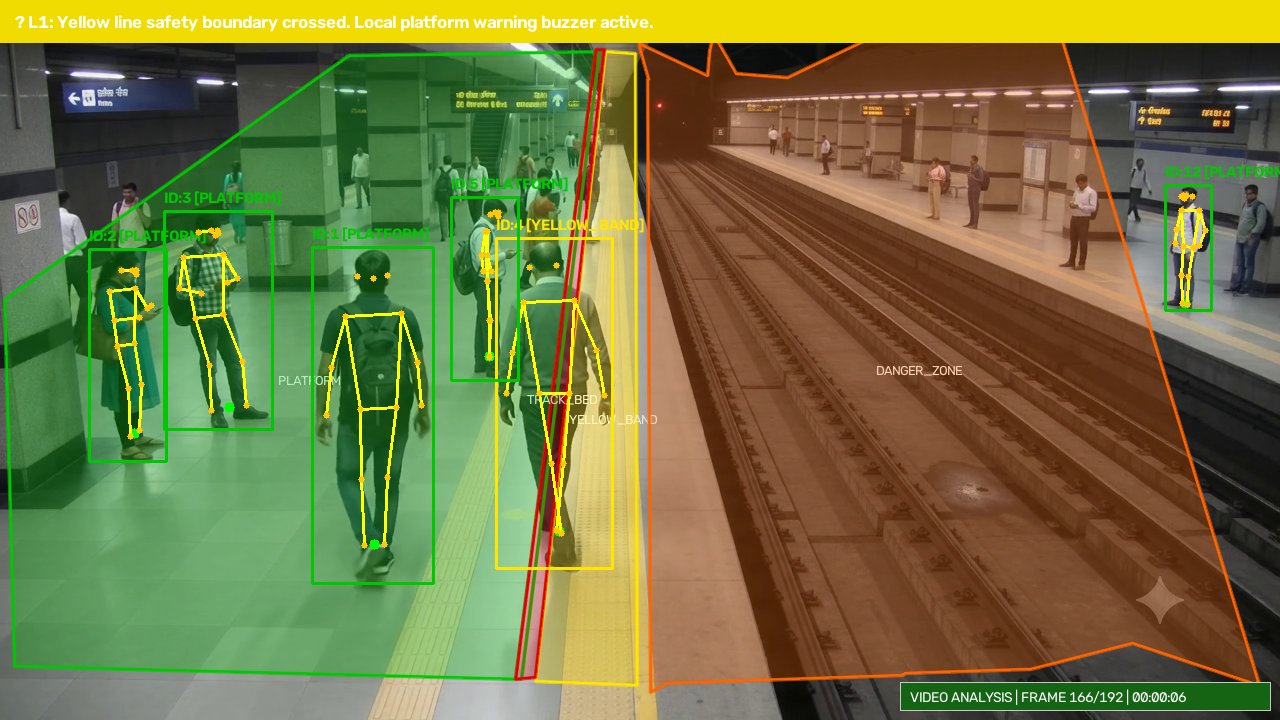 ? L1: Yellow line safety boundary crossed. Local platform warning buzzer active.
ID:3 [PLATFORM]
ID:5 [PLATFORM]
ID:12 [PLATFORM
ID:2 [PLATFORM]
ID:1 [PLATFORM]
ID:4 [YELLOW_BAND]
PLATFORM
DANGER_ZONE
TRACK_BED
YELLOW_BAND
VIDEO ANALYSIS | FRAME 166/192 | 00:00:06